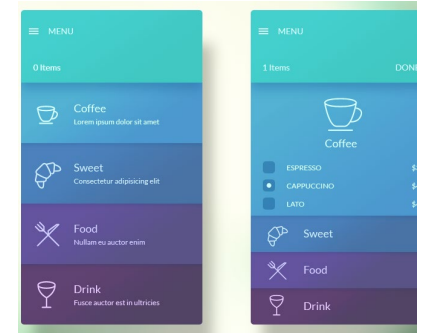 MENU
0 Items
Coffee
Lorem ipsum dolor sit amet
Sweet
Consectetur adipisicing elit
Food
Nullam eu auctor enim
Drink
Fusce auctor est in ultricies
MENU
1 Items
Coffee
ESPRESSO
CAPPUCCINO
LATO
Sweet
Food
Drink